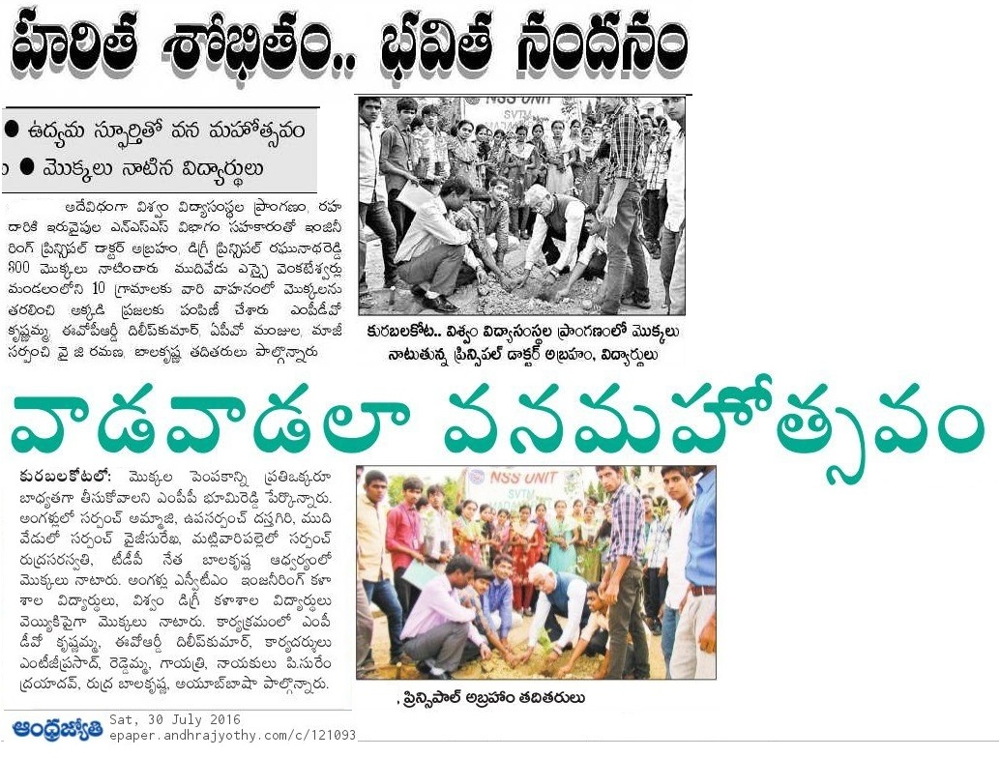 హరిత శోభితం.. భవిత నందనం
● ఉద్యమ స్ఫూర్తితో వన మహోత్సవం
● మొక్కలు నాటిన విద్యార్థులు
అదేవిధంగా విశ్వం విద్యాసంస్థల ప్రాంగణం, రహ
దారికి ఇరువైపుల ఎన్ఎస్ఎస్ విభాగం సహకారంతో ఇంజినీ
రింగ్ ప్రిన్సిపల్ డాక్టర్ అబ్రహం, డిగ్రీ ప్రిన్సిపల్ రఘునాథరెడ్డి
800 మొక్కలు నాటించారు ముదివేడు ఎస్సై వెంకటేశ్వర్లు
మండలంలోని 10 గ్రామాలకు వారి వాహనంలో మొక్కలను
తరలించి అక్కడి ప్రజలకు పంపిణీ చేశారు ఎంపీడీవో
కృష్ణమ్మ, ఈవోపీఆర్డీ దిలీప్‌కుమార్, ఏపీవో మంజుల, మాజీ
సర్పంచి వై జి రమణ, బాలకృష్ణ తదితరులు పాల్గొన్నారు
NSS UNIT
SVTM
కురబలకోట.. విశ్వం విద్యాసంస్థల ప్రాంగణంలో మొక్కలు
నాటుతున్న ప్రిన్సిపల్ డాక్టర్ అబ్రహం, విద్యార్థులు
వాడవాడలా వనమహోత్సవం
కురబలకోటలో: మొక్కల పెంపకాన్ని ప్రతిఒక్కరూ
బాధ్యతగా తీసుకోవాలని ఎంపీపీ భూమిరెడ్డి పేర్కొన్నారు.
అంగళ్లులో సర్పంచ్ అమ్మాజి, ఉపసర్పంచ్ దస్తగిరి, ముది
వేడులో సర్పంచ్ వైజీసురేఖ, మట్లివారిపల్లెలో సర్పంచ్
రుద్రసరస్వతి, టీడీపీ నేత బాలకృష్ణ ఆధ్వర్యంలో
మొక్కలు నాటారు. అంగళ్లు ఎస్వీటీఎం ఇంజనీరింగ్ కళా
శాల విద్యార్థులు, విశ్వం డిగ్రీ కళాశాల విద్యార్థులు
వెయ్యికిపైగా మొక్కలు నాటారు. కార్యక్రమంలో ఎంపీ
డీవో కృష్ణమ్మ, ఈవోఆర్డీ దిలీప్‌కుమార్, కార్యదర్శులు
ఎంటీజీప్రసాద్, రెడ్డెమ్మ, గాయత్రి, నాయకులు పి.సురేం
ద్రయాదవ్, రుద్ర బాలకృష్ణ, అయూబ్‌బాషా పాల్గొన్నారు.
NSS UNIT
SVTM
, ప్రిన్సిపాల్ అబ్రహాం తదితరులు
ఆంధ్రజ్యోతి Sat, 30 July 2016
epaper.andhrajyothy.com/c/121093